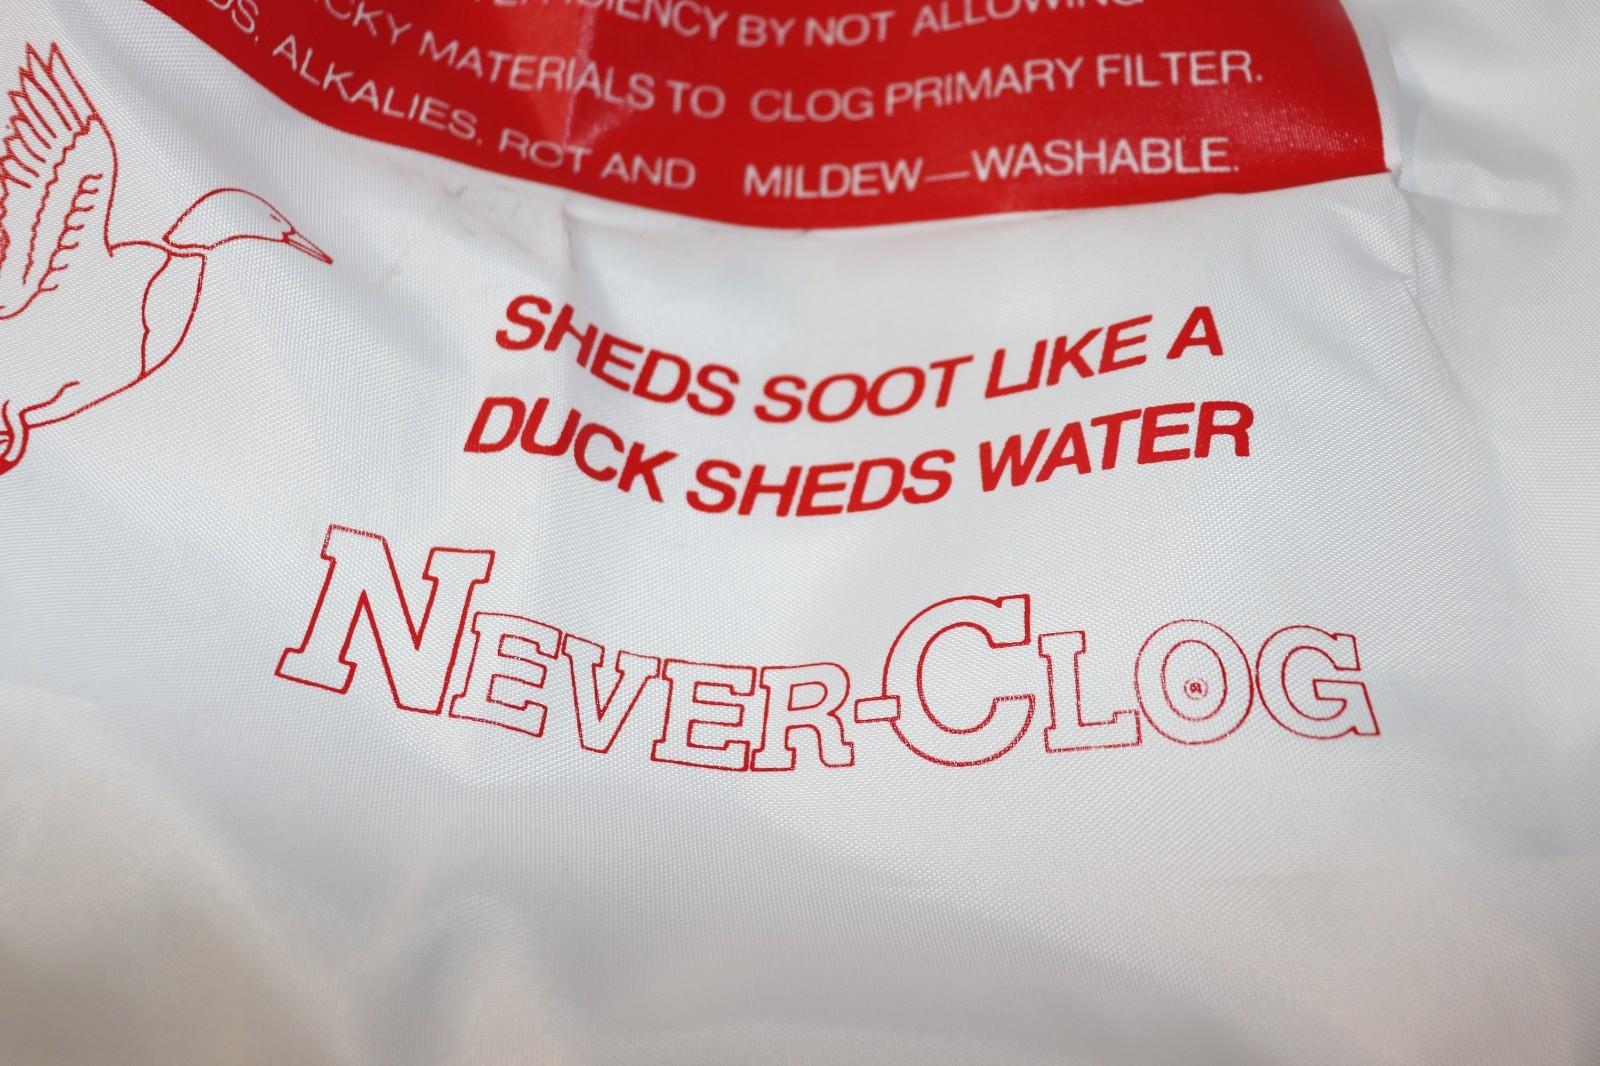 BY NOT ALLOWING
MATERIALS TO CLOG PRIMARY FILTER.
ALKALIES. ROT AND MILDEW—WASHABLE.
SHEDS SOOT LIKE A
DUCK SHEDS WATER
NEVER-CLOG
®